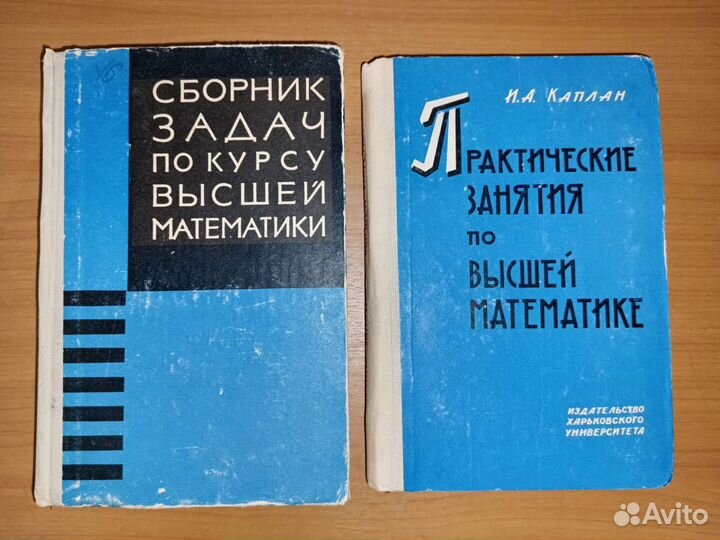 СБОРНИК
ЗАДАЧ
ПО КУРСУ
ВЫСШЕЙ
МАТЕМАТИКИ
И.А. КАПЛАН
ПРАКТИЧЕСКИЕ
ЗАНЯТИЯ
ПО
ВЫСШЕЙ
МАТЕМАТИКЕ
ИЗДАТЕЛЬСТВО
ХАРЬКОВСКОГО
УНИВЕРСИТЕТА
Avito